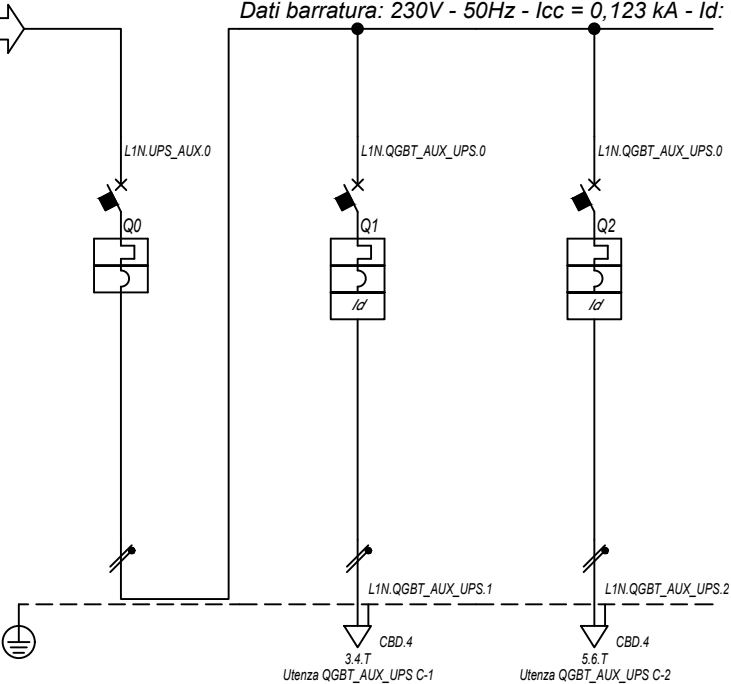 Dati barratura: 230V - 50Hz - Icc = 0,123 kA - Id:
L1N.UPS_AUX.0
L1N.QGBT_AUX_UPS.0
L1N.QGBT_AUX_UPS.0
Q0
Q1
Q2
Id
Id
L1N.QGBT_AUX_UPS.1
L1N.QGBT_AUX_UPS.2
CBD.4
CBD.4
3.4.T
5.6.T
Utenza QGBT_AUX_UPS C-1
Utenza QGBT_AUX_UPS C-2